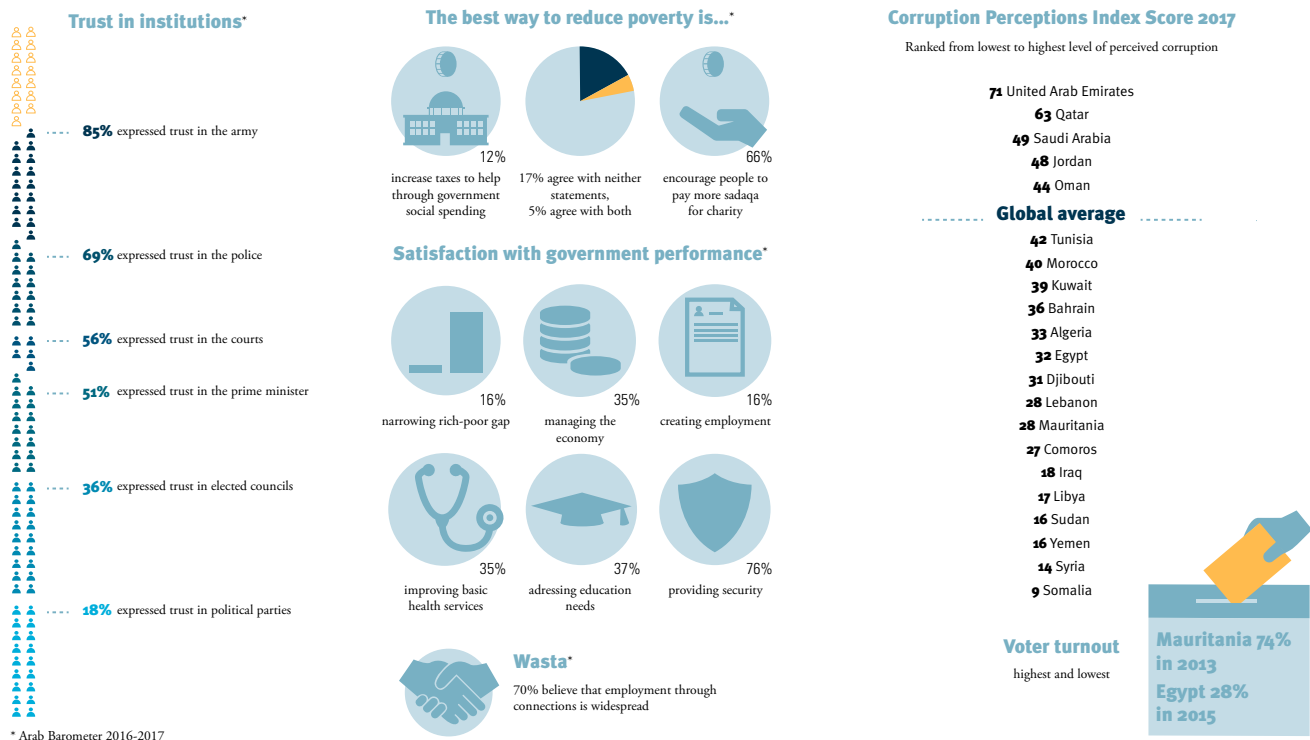 Trust in institutions*
85% expressed trust in the army
69% expressed trust in the police
56% expressed trust in the courts
51% expressed trust in the prime minister
36% expressed trust in elected councils
18% expressed trust in political parties
* Arab Barometer 2016-2017
The best way to reduce poverty is...*
12%
increase taxes to help
through government
social spending
17% agree with neither
statements,
5% agree with both
66%
encourage people to
pay more sadaqa
for charity
Satisfaction with government performance*
16%
narrowing rich-poor gap
35%
managing the
economy
16%
creating employment
35%
improving basic
health services
37%
adressing education
needs
76%
providing security
Wasta*
70% believe that employment through
connections is widespread
Corruption Perceptions Index Score 2017
Ranked from lowest to highest level of perceived corruption
71 United Arab Emirates
63 Qatar
49 Saudi Arabia
48 Jordan
44 Oman
Global average
42 Tunisia
40 Morocco
39 Kuwait
36 Bahrain
33 Algeria
32 Egypt
31 Djibouti
28 Lebanon
28 Mauritania
27 Comoros
18 Iraq
17 Libya
16 Sudan
16 Yemen
14 Syria
9 Somalia
Voter turnout
highest and lowest
Mauritania 74%
in 2013
Egypt 28%
in 2015